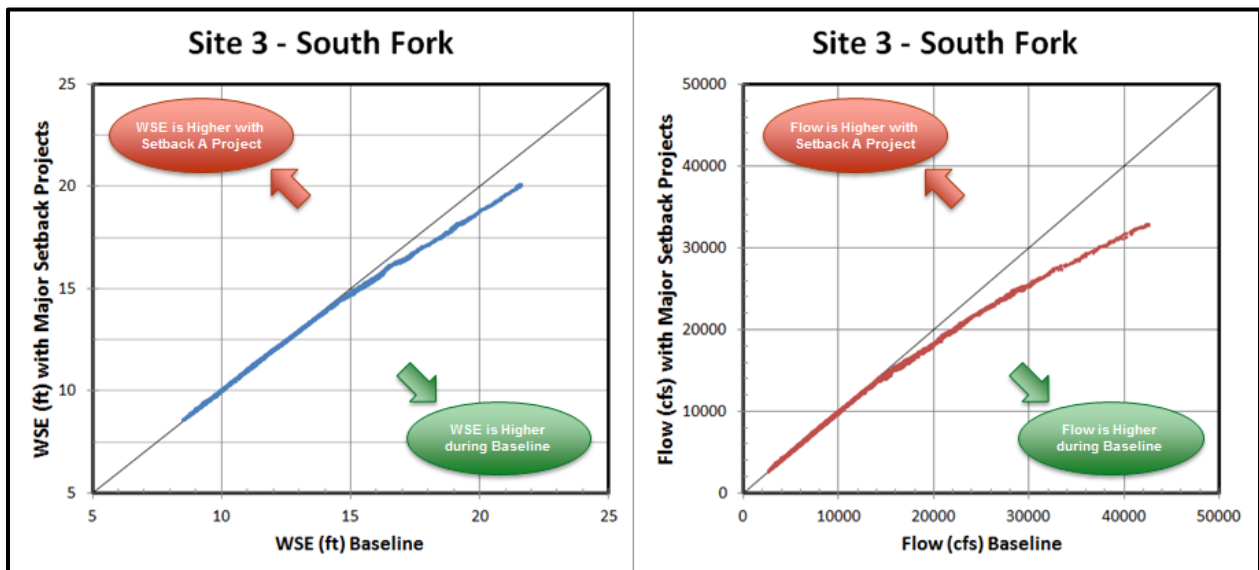 Site 3 - South Fork
WSE (ft) with Major Setback Projects
25
20
15
10
5
WSE is Higher with
Setback A Project
WSE is Higher
during Baseline
5
10
15
20
25
WSE (ft) Baseline
Site 3 - South Fork
Flow (cfs) with Major Setback Projects
50000
40000
30000
20000
10000
0
Flow is Higher with
Setback A Project
Flow is Higher
during Baseline
0
10000
20000
30000
40000
50000
Flow (cfs) Baseline